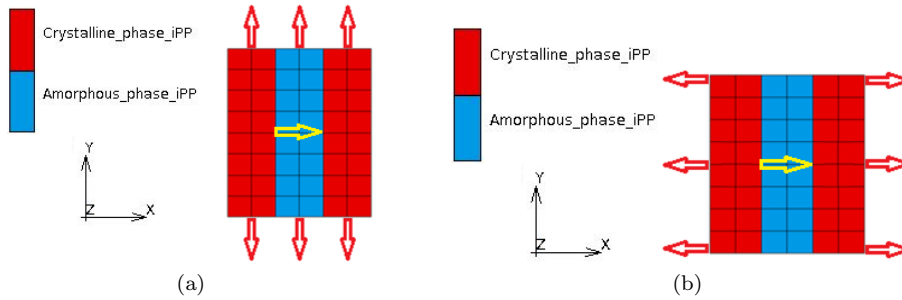 Crystalline_phase_iPP
Amorphous_phase_iPP
Y
Z
X
(a)
Crystalline_phase_iPP
Amorphous_phase_iPP
Y
Z
X
(b)